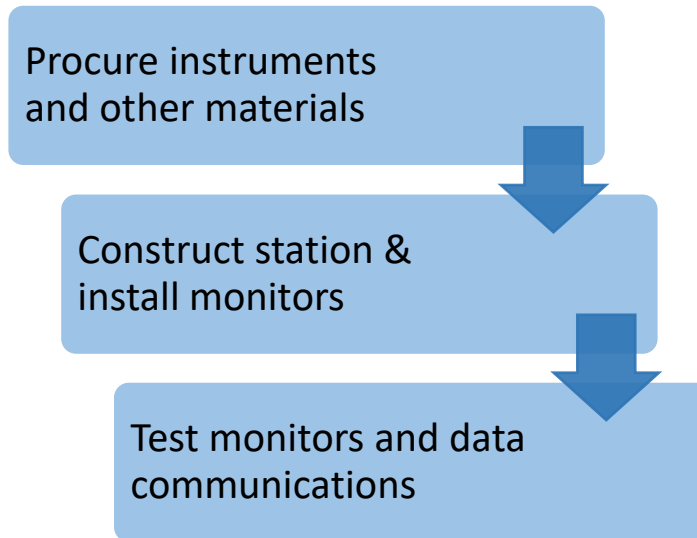 Procure instruments
and other materials
Construct station &
install monitors
Test monitors and data
communications